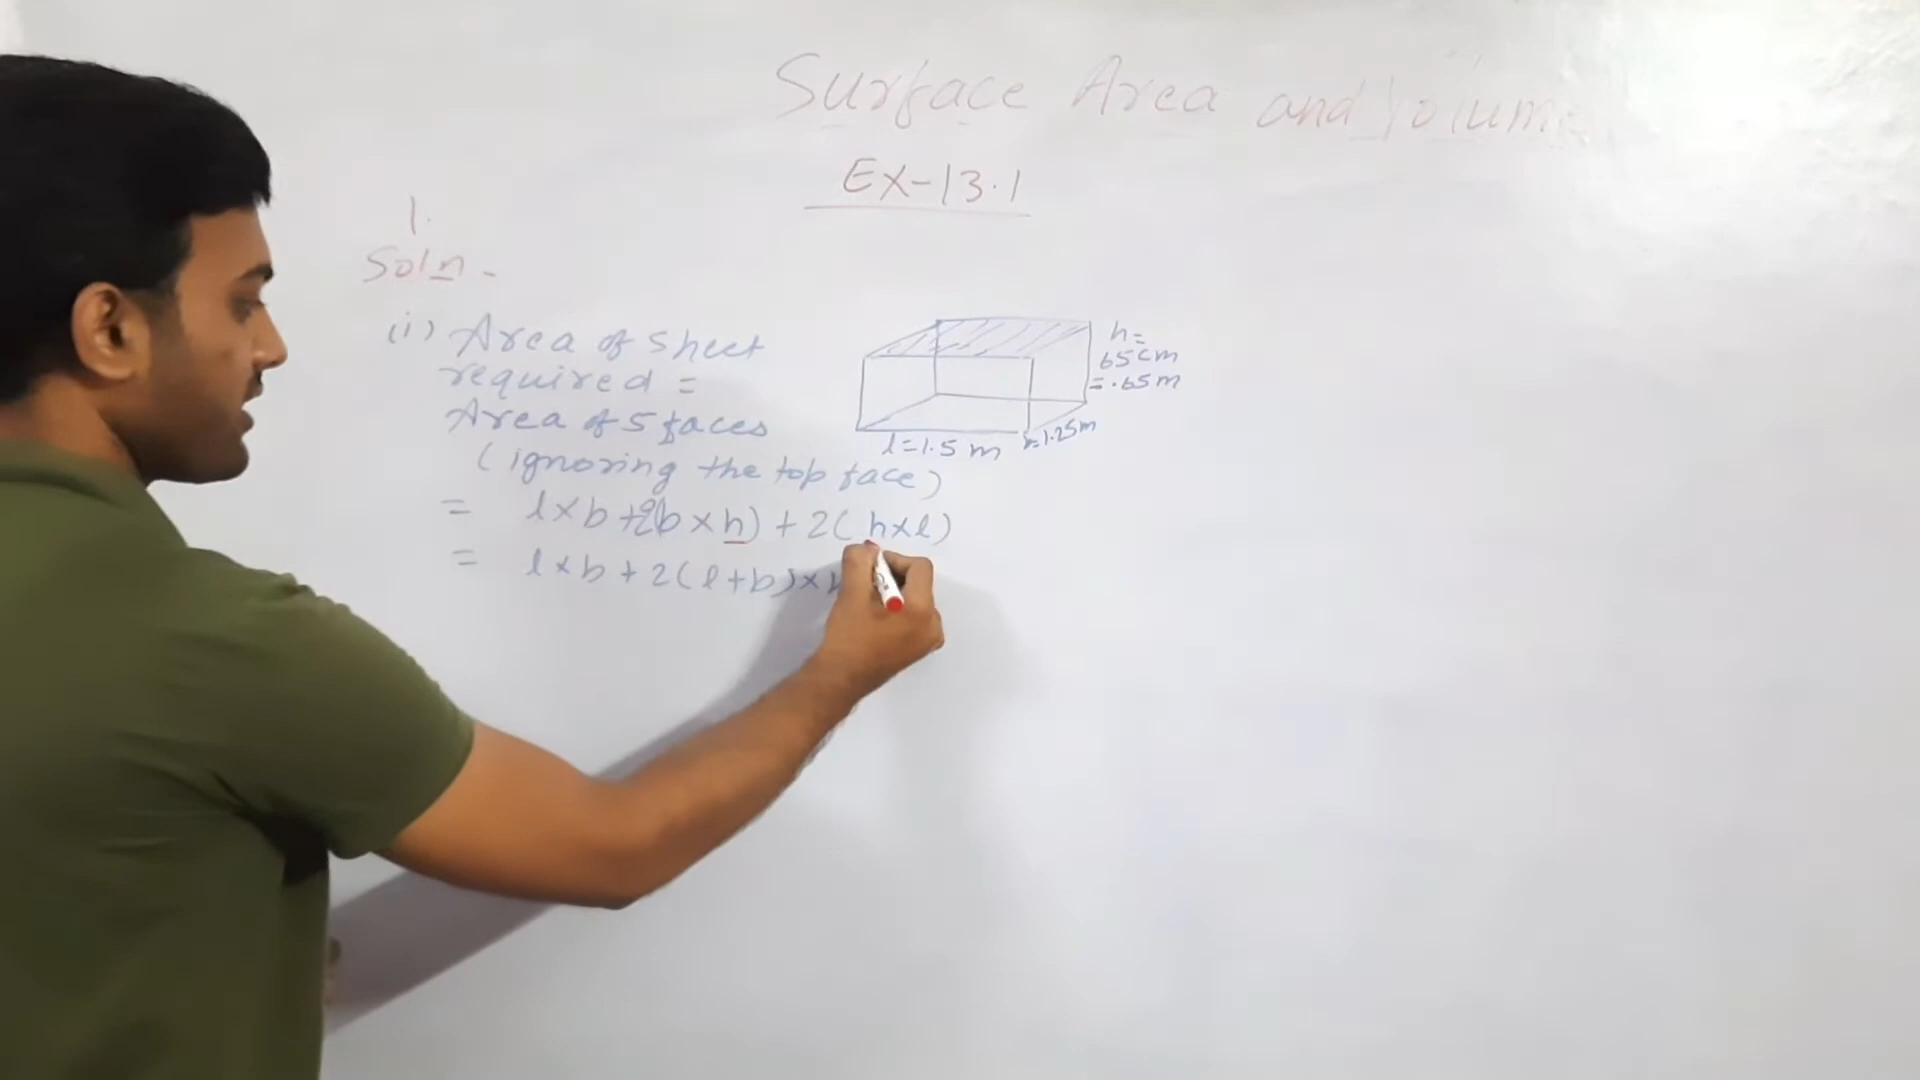 Surface Area and Volume
Ex-13.1
1.
Soln -
(i) Area of sheet
required =
Area of 5 faces
(ignoring the top face)
= l×b+2(b×h)+2(h×l)
= l×b+2(l+b)×h
h=
65cm
=.65m
l=1.5 m
b=1.25m